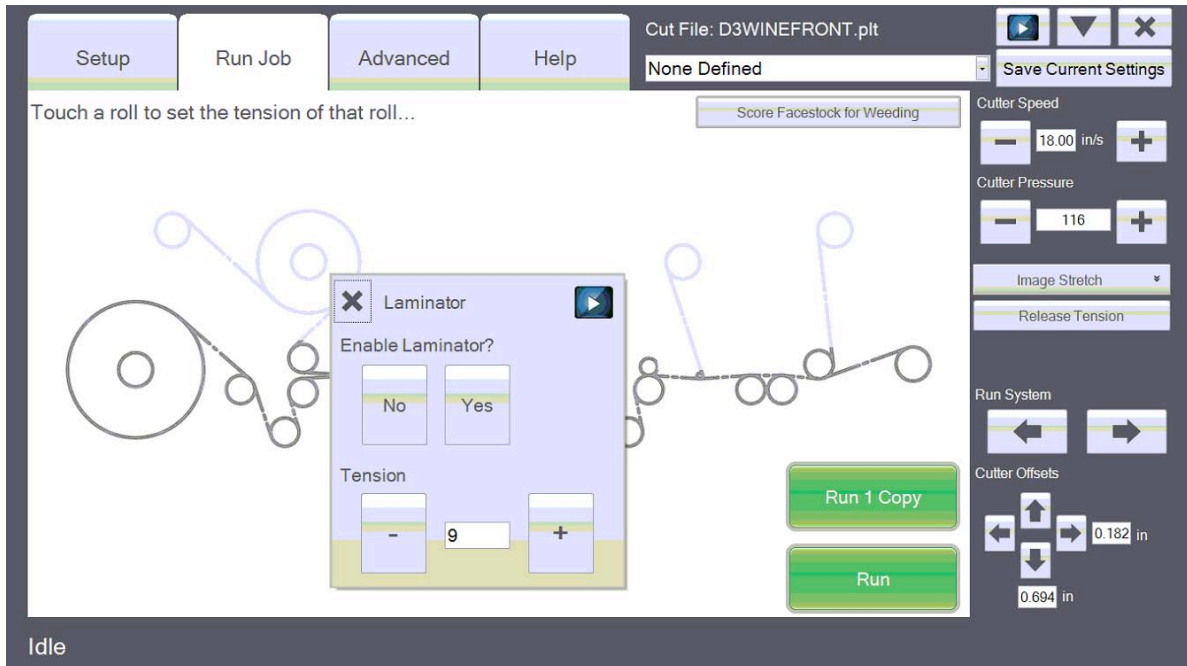 Setup
Run Job
Advanced
Help
Cut File: D3WINEFRONT.plt
None Defined
Save Current Settings
Touch a roll to set the tension of that roll...
Score Facestock for Weeding
Cutter Speed
18.00 in/s
Cutter Pressure
116
Image Stretch
Release Tension
Laminator
Enable Laminator?
No Yes
Tension
- 9 +
Run System
Cutter Offsets
0.182 in
0.694 in
Run 1 Copy
Run
Idle